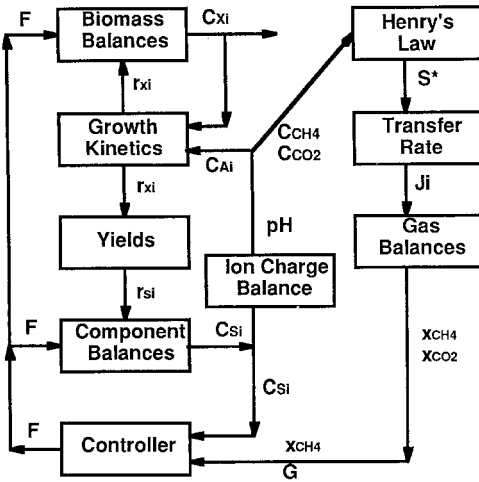 F
Biomass
Balances
CXi
Henry's
Law
rxi
S*
Growth
Kinetics
CCH4
CCO2
Transfer
Rate
CAi
rxi
Ji
Yields
pH
Gas
Balances
Ion Charge
Balance
rsi
F
Component
Balances
CSi
xCH4
xCO2
CSi
F
Controller
xCH4
G